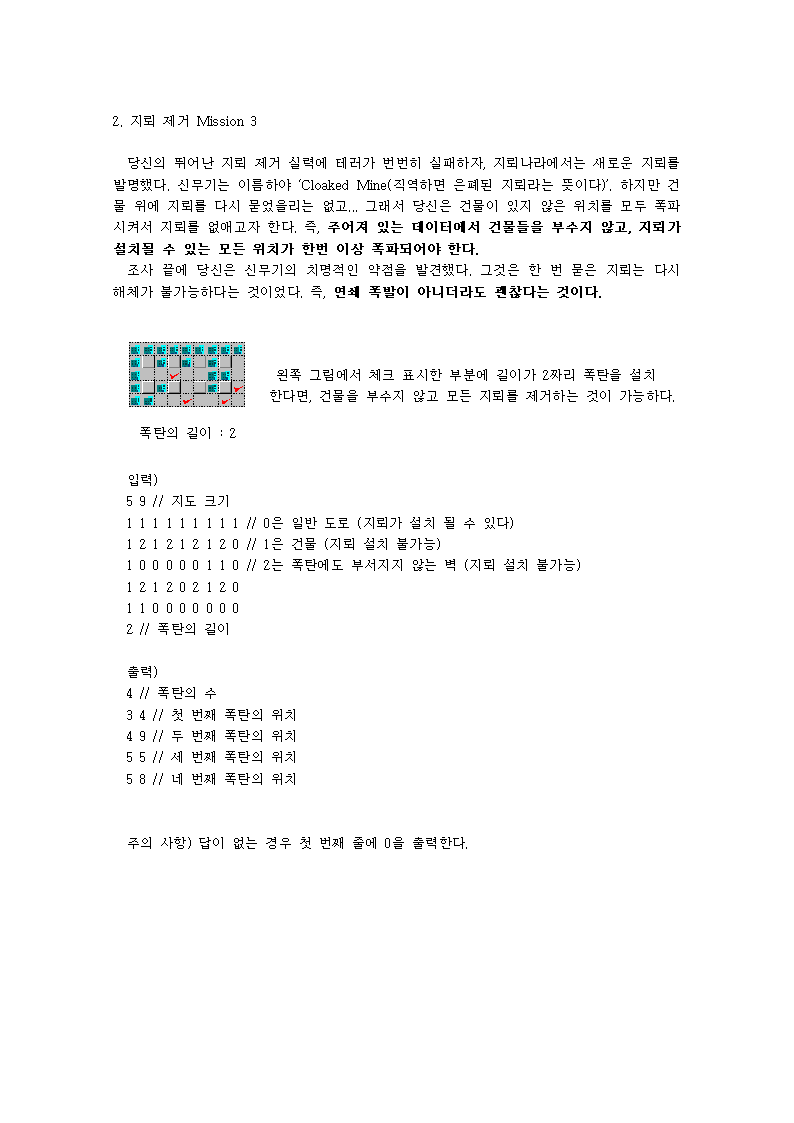 2. 지뢰 제거 Mission 3
당신의 뛰어난 지뢰 제거 실력에 테러가 번번히 실패하자, 지뢰나라에서는 새로운 지뢰를
발명했다. 신무기는 이름하야 ‘Cloaked Mine(직역하면 은폐된 지뢰라는 뜻이다)’. 하지만 건
물 위에 지뢰를 다시 묻었을리는 없고... 그래서 당신은 건물이 있지 않은 위치를 모두 폭파
시켜서 지뢰를 없애고자 한다. 즉, 주어져 있는 데이터에서 건물들을 부수지 않고, 지뢰가
설치될 수 있는 모든 위치가 한번 이상 폭파되어야 한다.
조사 끝에 당신은 신무기의 치명적인 약점을 발견했다. 그것은 한 번 묻은 지뢰는 다시
해체가 불가능하다는 것이었다. 즉, 연쇄 폭발이 아니더라도 괜찮다는 것이다.
왼쪽 그림에서 체크 표시한 부분에 길이가 2짜리 폭탄을 설치
한다면, 건물을 부수지 않고 모든 지뢰를 제거하는 것이 가능하다.
폭탄의 길이 : 2
입력)
5 9 // 지도 크기
1 1 1 1 1 1 1 1 1 // 0은 일반 도로 (지뢰가 설치 될 수 있다)
1 2 1 2 1 2 1 2 0 // 1은 건물 (지뢰 설치 불가능)
1 0 0 0 0 0 1 1 0 // 2는 폭탄에도 부서지지 않는 벽 (지뢰 설치 불가능)
1 2 1 2 0 2 1 2 0
1 1 0 0 0 0 0 0 0
2 // 폭탄의 길이
출력)
4 // 폭탄의 수
3 4 // 첫 번째 폭탄의 위치
4 9 // 두 번째 폭탄의 위치
5 5 // 세 번째 폭탄의 위치
5 8 // 네 번째 폭탄의 위치
주의 사항) 답이 없는 경우 첫 번째 줄에 0을 출력한다.